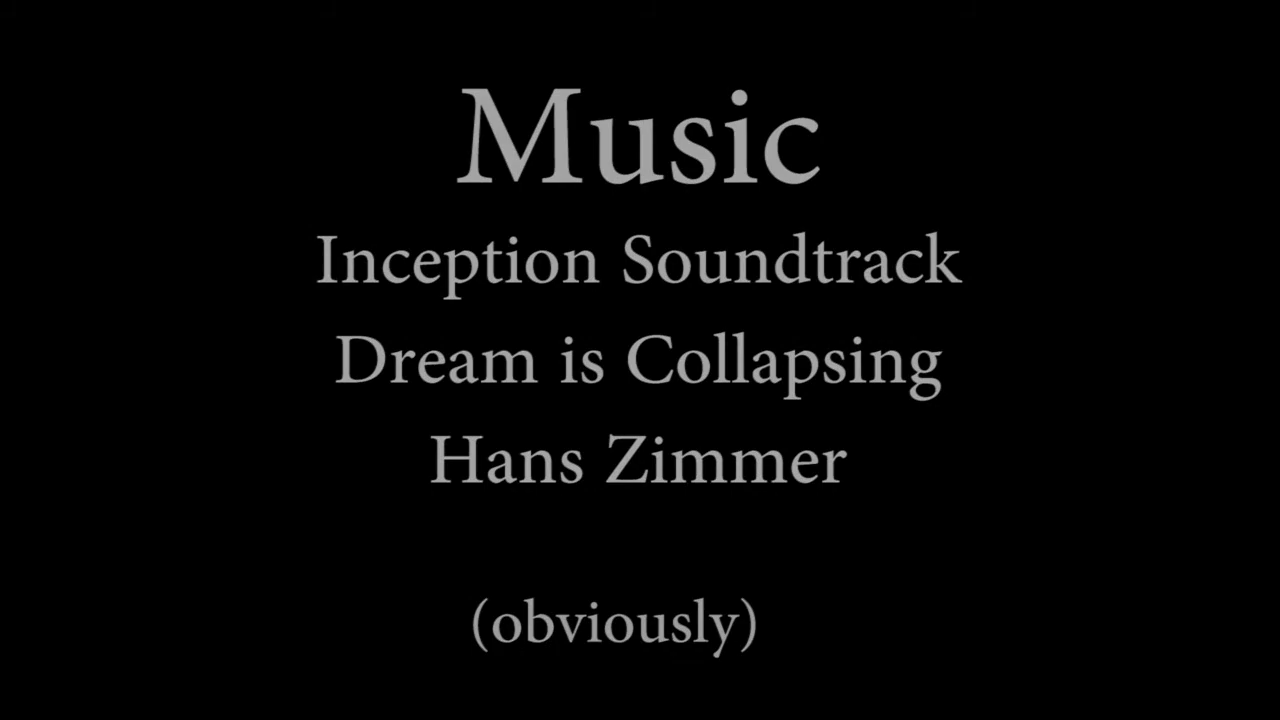 Music
Inception Soundtrack
Dream is Collapsing
Hans Zimmer
(obviously)